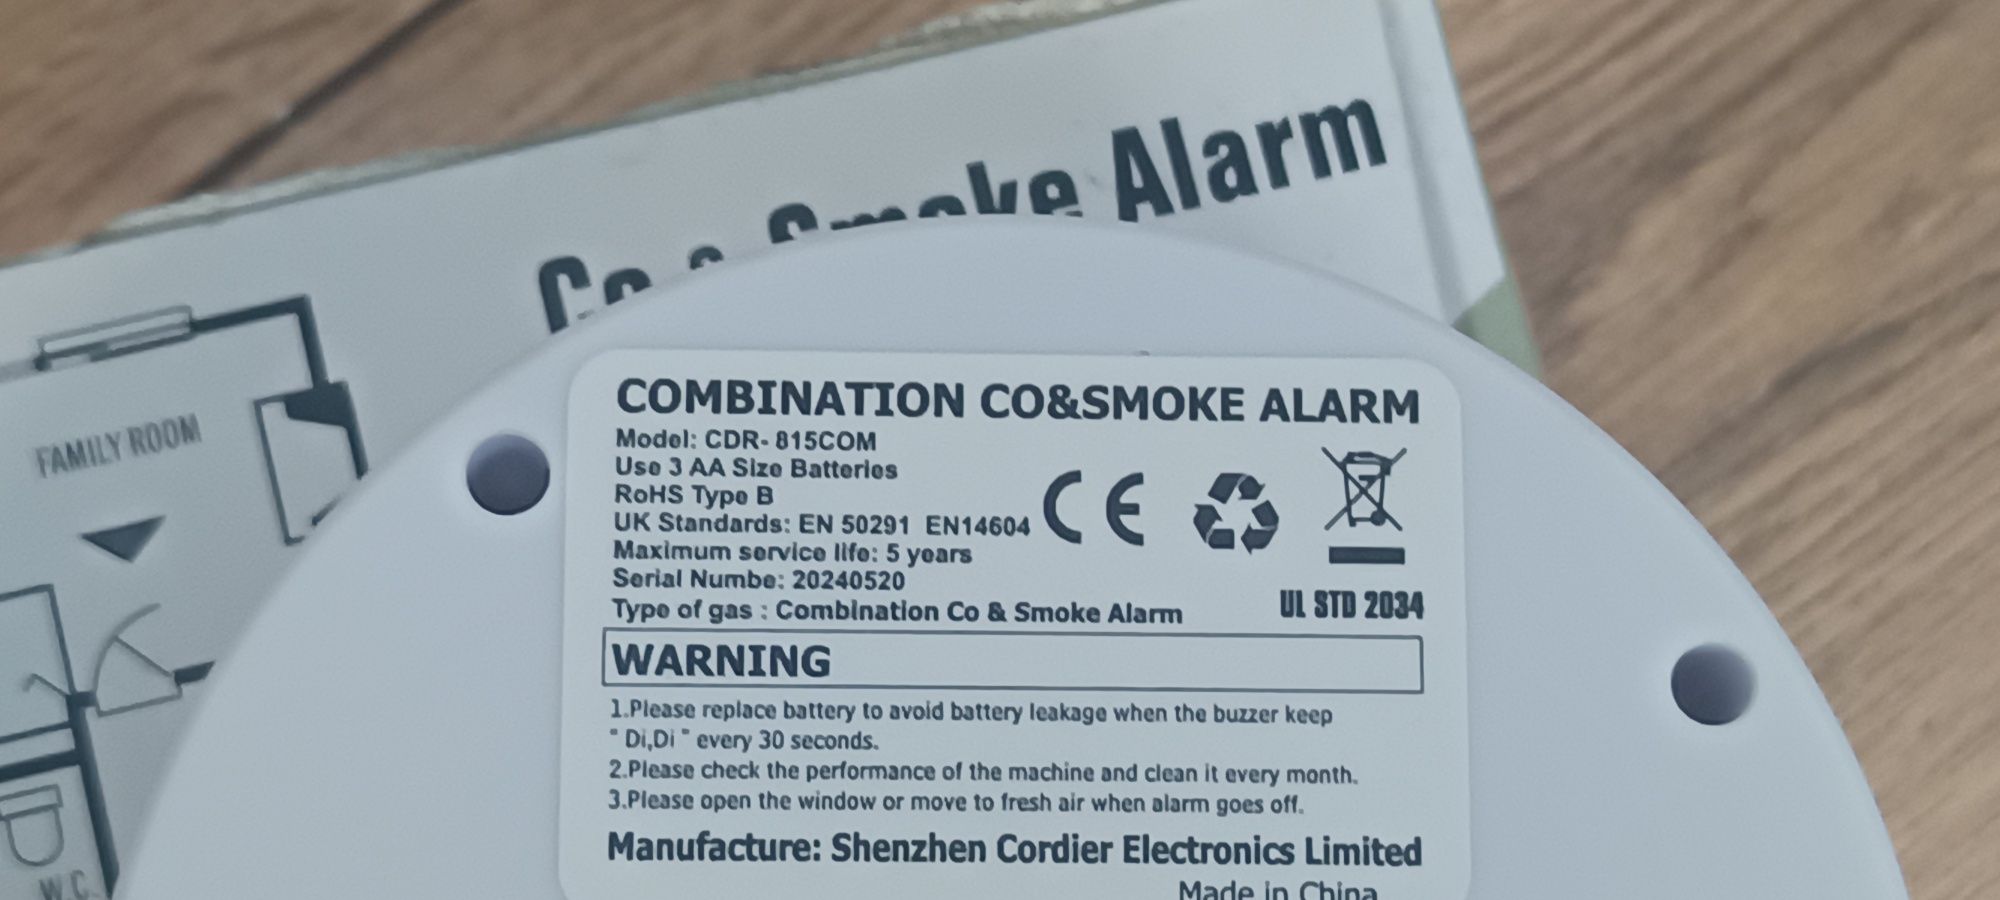 Co & Smoke Alarm
FAMILY ROOM
W.C.
COMBINATION CO&SMOKE ALARM
Model: CDR- 815COM
Use 3 AA Size Batteries
RoHS Type B
UK Standards: EN 50291 EN14604
CE
Maximum service life: 5 years
Serial Numbe: 20240520
Type of gas : Combination Co & Smoke Alarm
UL STD 2034
WARNING
1.Please replace battery to avoid battery leakage when the buzzer keep
" Di,Di " every 30 seconds.
2.Please check the performance of the machine and clean it every month.
3.Please open the window or move to fresh air when alarm goes off.
Manufacture: Shenzhen Cordier Electronics Limited
Made in China